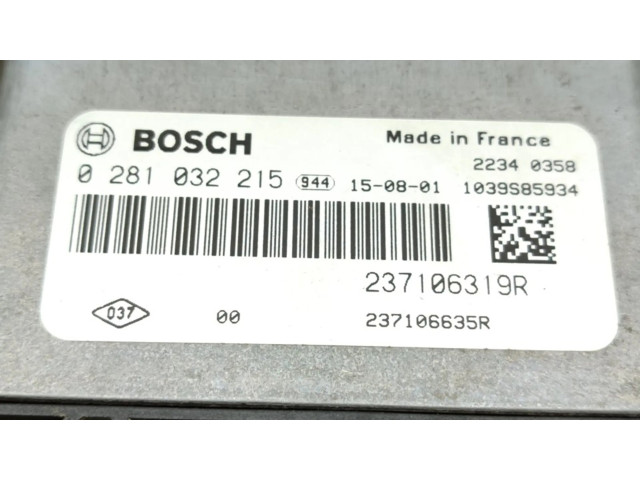 BOSCH Made in France
2234 0358
0 281 032 215 944 15-08-01 1039S85934
237106319R
037 00 237106635R